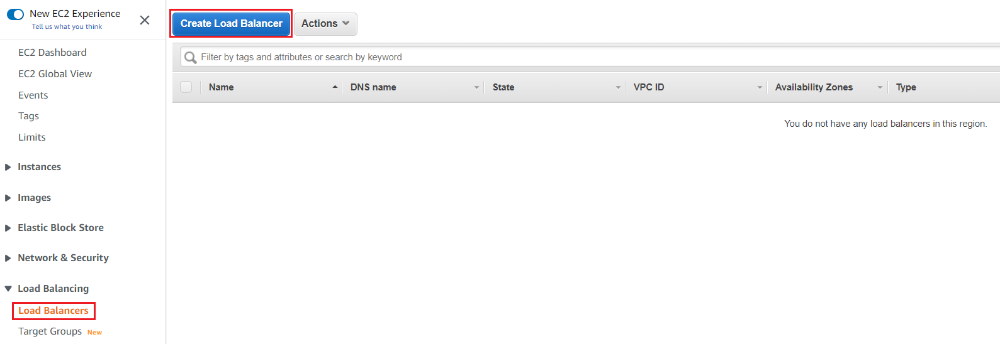 New EC2 Experience
Tell us what you think
EC2 Dashboard
EC2 Global View
Events
Tags
Limits
Instances
Images
Elastic Block Store
Network & Security
Load Balancing
Load Balancers
Target Groups New
Create Load Balancer Actions
Filter by tags and attributes or search by keyword
Name DNS name State VPC ID Availability Zones Type
You do not have any load balancers in this region.